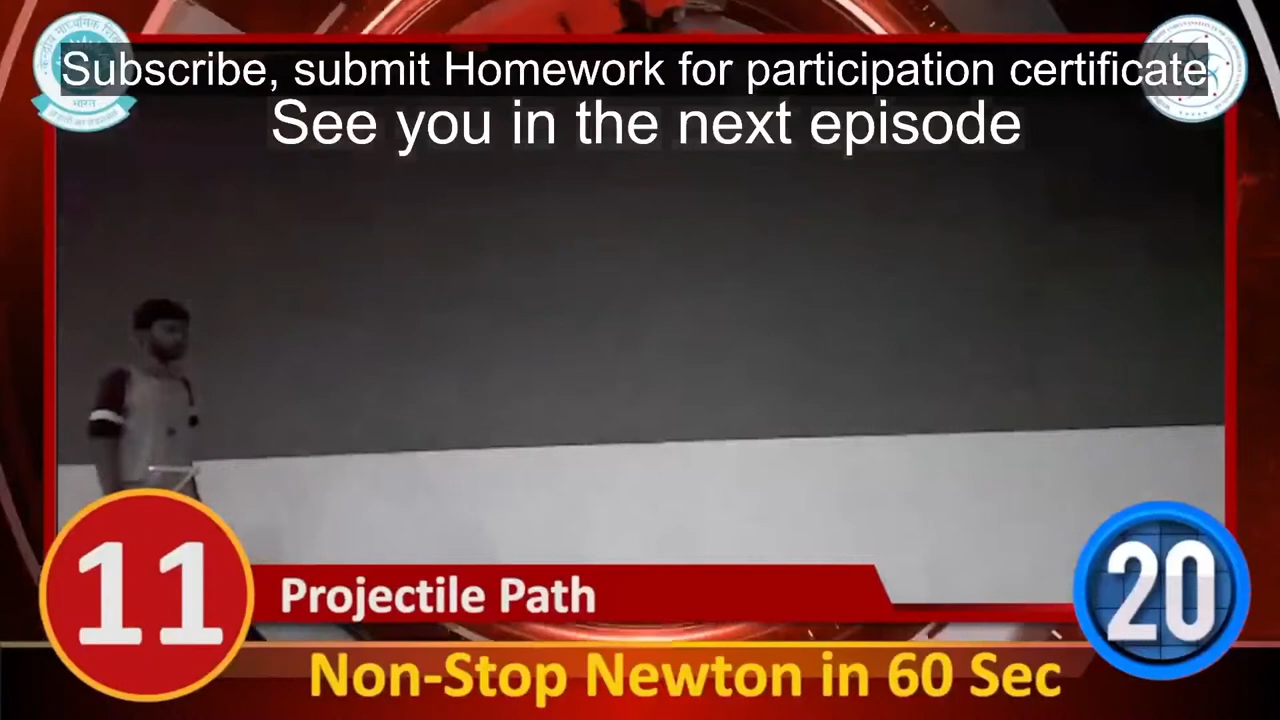 Subscribe, submit Homework for participation certificate,
See you in the next episode
भारत
11
Projectile Path
20
Non-Stop Newton in 60 Sec